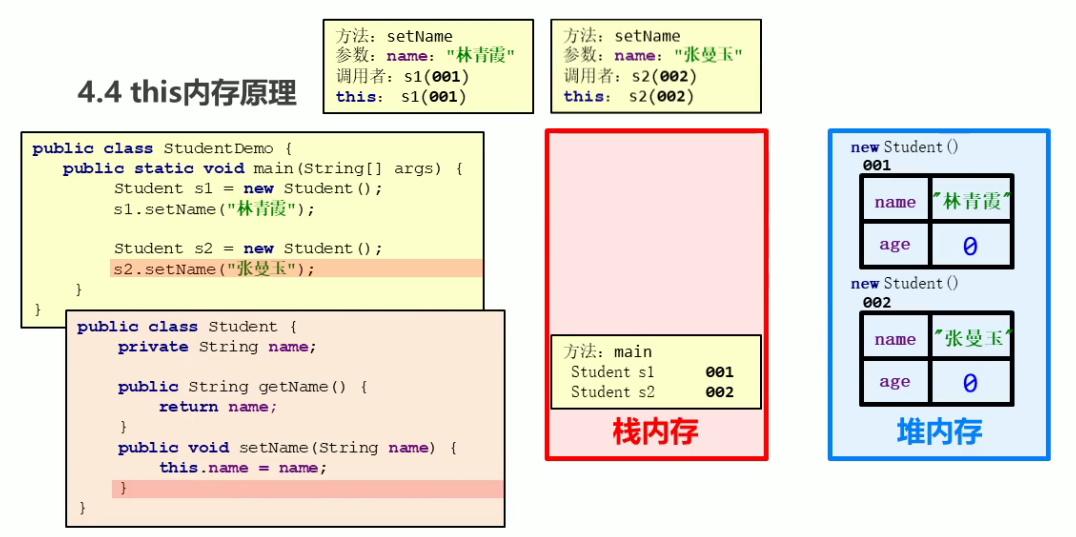 4.4 this内存原理
方法：setName
参数：name："林青霞"
调用者：s1(001)
this： s1(001)
方法：setName
参数：name："张曼玉"
调用者：s2(002)
this： s2(002)
public class StudentDemo {
public static void main(String[] args) {
Student s1 = new Student();
s1.setName("林青霞");
Student s2 = new Student();
s2.setName("张曼玉");
}
}
public class Student {
private String name;
public String getName() {
return name;
}
public void setName(String name) {
this.name = name;
}
}
方法：main
Student s1 001
Student s2 002
栈内存
new Student()
001
name "林青霞"
age 0
new Student()
002
name "张曼玉"
age 0
堆内存